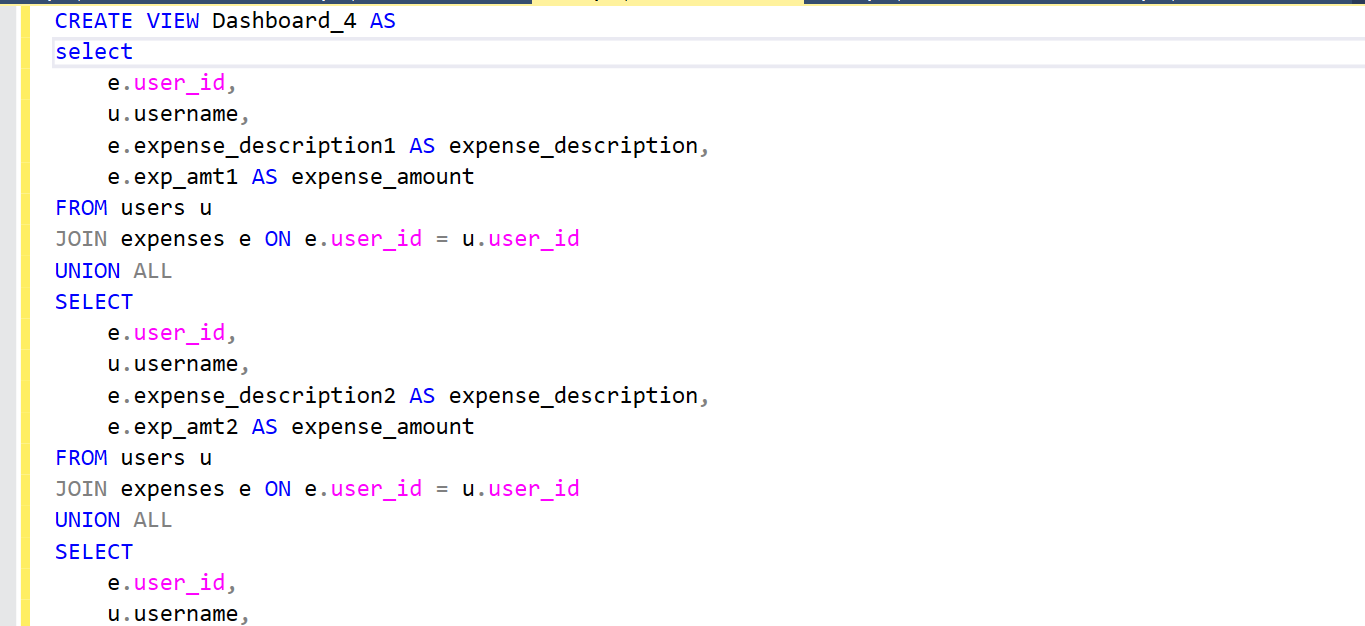 CREATE VIEW Dashboard_4 AS
select
    e.user_id,
    u.username,
    e.expense_description1 AS expense_description,
    e.exp_amt1 AS expense_amount
FROM users u
JOIN expenses e ON e.user_id = u.user_id
UNION ALL
SELECT
    e.user_id,
    u.username,
    e.expense_description2 AS expense_description,
    e.exp_amt2 AS expense_amount
FROM users u
JOIN expenses e ON e.user_id = u.user_id
UNION ALL
SELECT
    e.user_id,
    u.username,